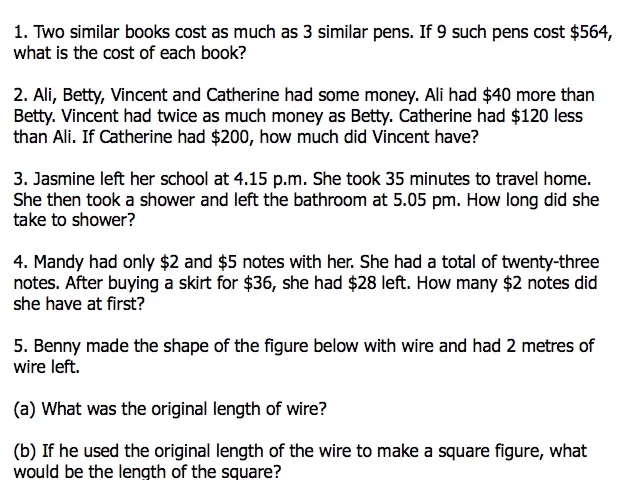 1. Two similar books cost as much as 3 similar pens. If 9 such pens cost $564,
what is the cost of each book?
2. Ali, Betty, Vincent and Catherine had some money. Ali had $40 more than
Betty. Vincent had twice as much money as Betty. Catherine had $120 less
than Ali. If Catherine had $200, how much did Vincent have?
3. Jasmine left her school at 4.15 p.m. She took 35 minutes to travel home.
She then took a shower and left the bathroom at 5.05 pm. How long did she
take to shower?
4. Mandy had only $2 and $5 notes with her. She had a total of twenty-three
notes. After buying a skirt for $36, she had $28 left. How many $2 notes did
she have at first?
5. Benny made the shape of the figure below with wire and had 2 metres of
wire left.
(a) What was the original length of wire?
(b) If he used the original length of the wire to make a square figure, what
would be the length of the square?